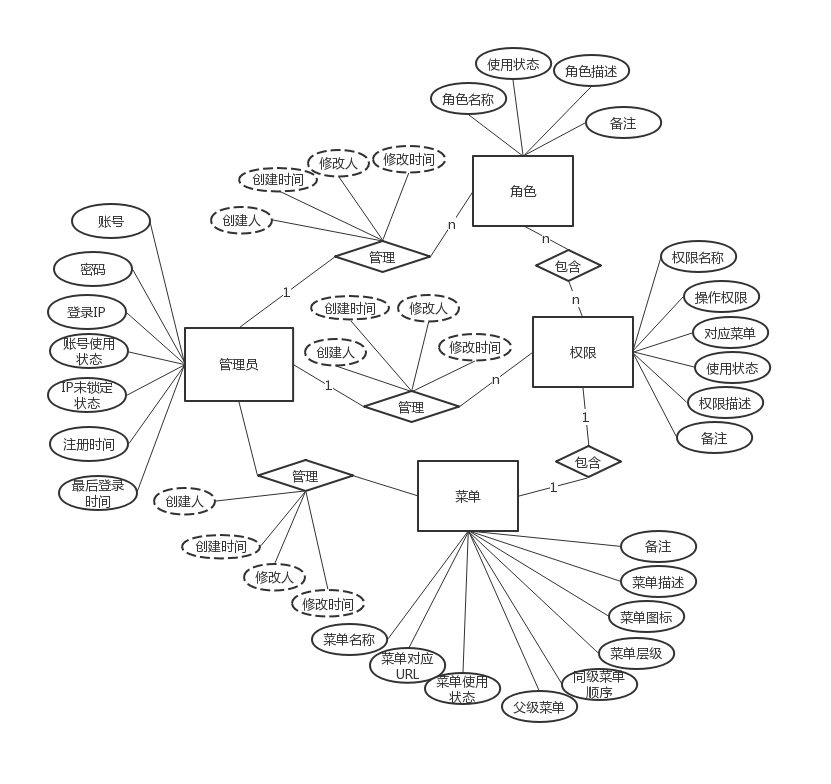 使用状态
角色描述
角色名称
备注
修改人
修改时间
创建时间
创建人
角色
n
管理
n
包含
n
1
账号
密码
登录IP
账号使用
状态
IP未锁定
状态
注册时间
最后登录
时间
管理员
创建时间
修改人
创建人
修改时间
1
管理
n
权限
权限名称
操作权限
对应菜单
使用状态
权限描述
备注
1
包含
1
管理
菜单
创建人
创建时间
修改人
修改时间
菜单名称
菜单对应
URL
菜单使用
状态
父级菜单
同级菜单
顺序
菜单层级
菜单图标
菜单描述
备注